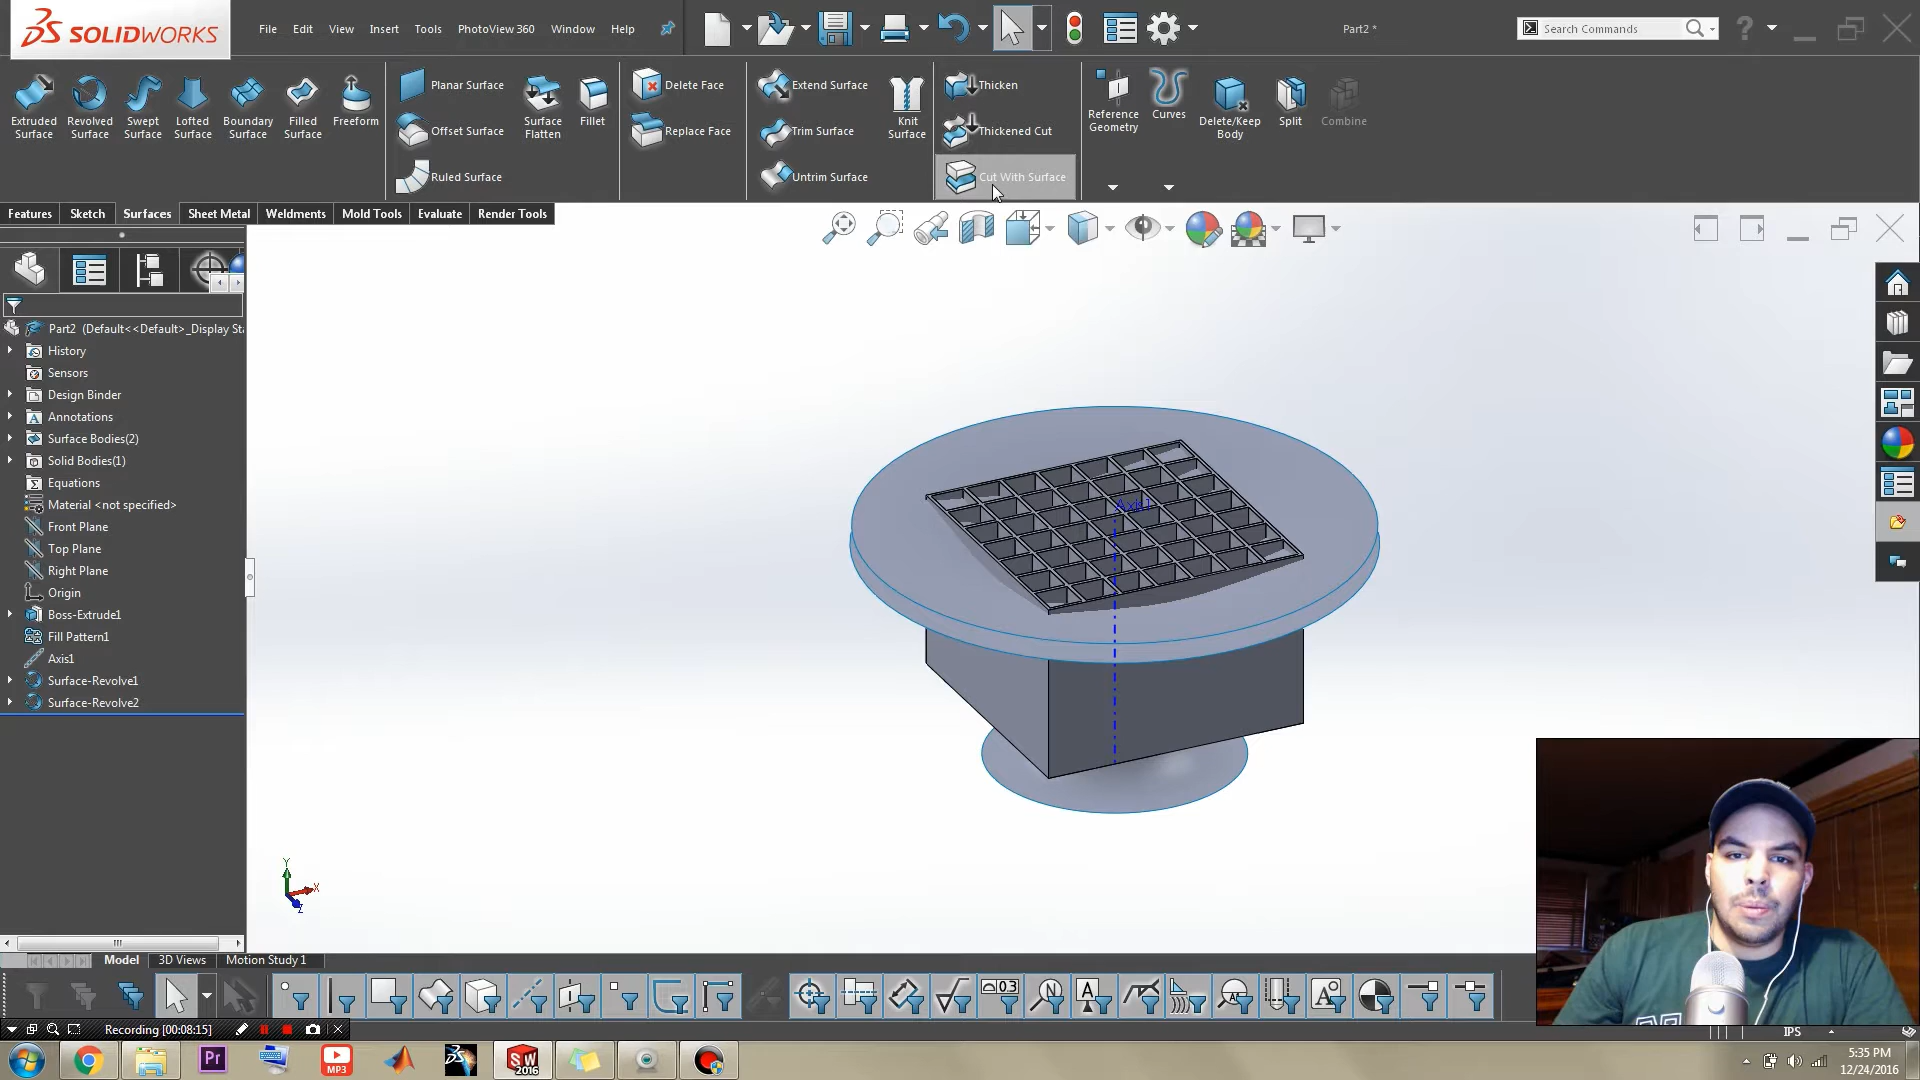 SOLIDWORKS
File Edit View Insert Tools PhotoView 360 Window Help
Part2 *
Search Commands
Extruded Surface
Revolved Surface
Swept Surface
Lofted Surface
Boundary Surface
Filled Surface
Freeform
Planar Surface
Offset Surface
Ruled Surface
Surface Flatten
Fillet
Delete Face
Replace Face
Extend Surface
Trim Surface
Untrim Surface
Knit Surface
Thicken
Thickened Cut
Cut With Surface
Reference Geometry
Curves
Delete/Keep Body
Split
Combine
Features Sketch Surfaces Sheet Metal Weldments Mold Tools Evaluate Render Tools
Part2 (Default<<Default>_Display Sta
History
Sensors
Design Binder
Annotations
Surface Bodies(2)
Solid Bodies(1)
Equations
Material <not specified>
Front Plane
Top Plane
Right Plane
Origin
Boss-Extrude1
Fill Pattern1
Axis1
Surface-Revolve1
Surface-Revolve2
Axis1
Y
X
Z
Model 3D Views Motion Study 1
Recording [00:08:15]
IPS
Pr
MP3
SW
2016
5:35 PM
12/24/2016